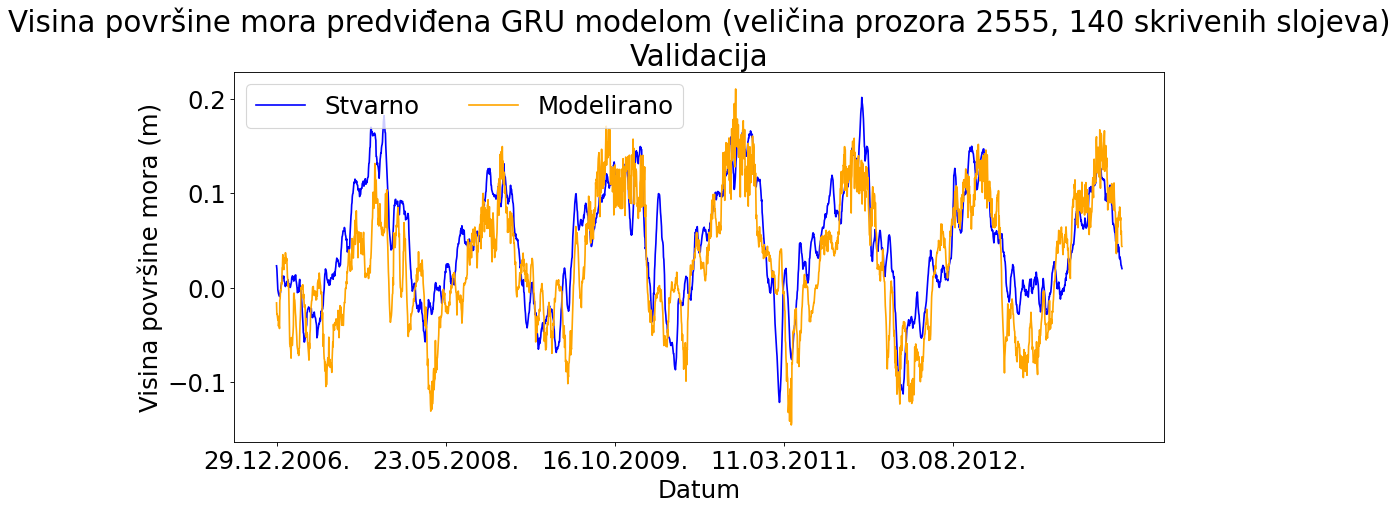 Visina površine mora predviđena GRU modelom (veličina prozora 2555, 140 skrivenih slojeva)
Validacija
Stvarno
Modelirano
Visina površine mora (m)
0.2
0.1
0.0
−0.1
29.12.2006.
23.05.2008.
16.10.2009.
11.03.2011.
03.08.2012.
Datum